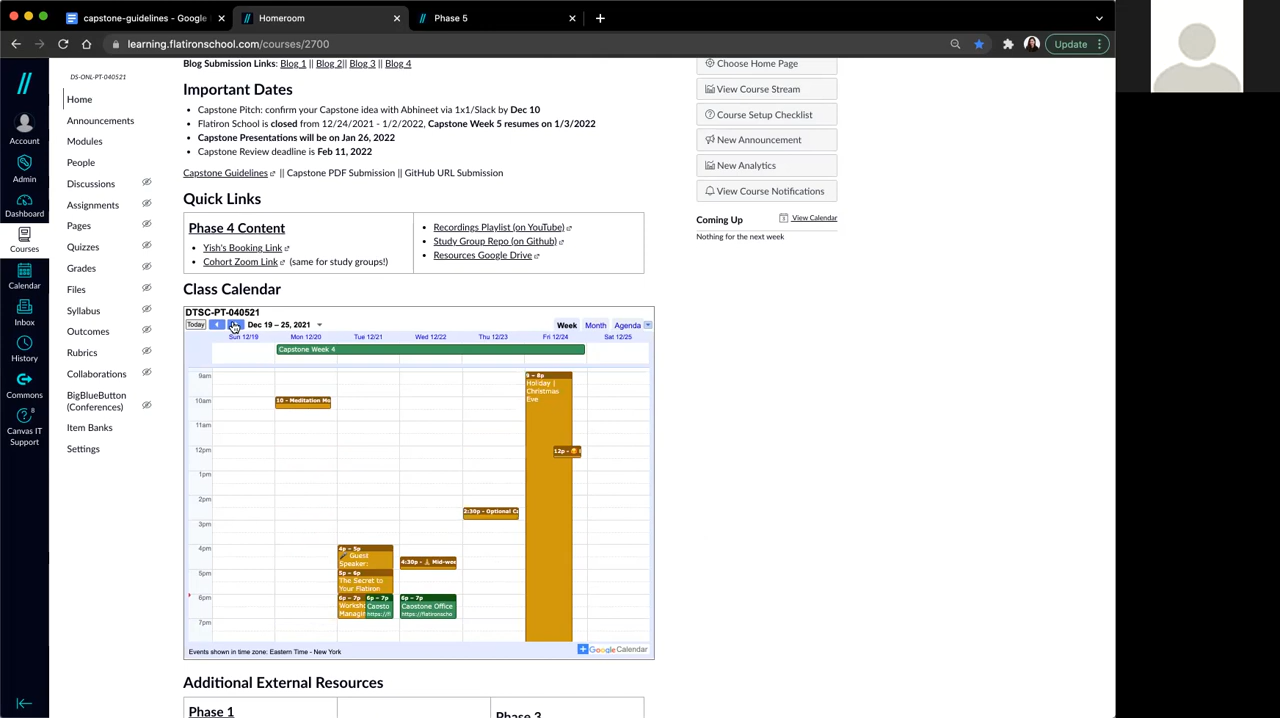 capstone-guidelines - Google
Homeroom
Phase 5
learning.flatironschool.com/courses/2700
Update
DS-ONL-PT-040521
Account
Admin
Dashboard
Courses
Calendar
Inbox
8
History
Commons
Canvas IT
Support
Home
Announcements
Modules
People
Discussions
Assignments
Pages
Quizzes
Grades
Files
Syllabus
Outcomes
Rubrics
Collaborations
BigBlueButton
(Conferences)
Item Banks
Settings
Blog Submission Links: Blog 1 || Blog 2|| Blog 3 || Blog 4
Important Dates
Capstone Pitch: confirm your Capstone idea with Abhineet via 1x1/Slack by Dec 10
Flatiron School is closed from 12/24/2021 - 1/2/2022, Capstone Week 5 resumes on 1/3/2022
Capstone Presentations will be on Jan 26, 2022
Capstone Review deadline is Feb 11, 2022
Capstone Guidelines || Capstone PDF Submission || GitHub URL Submission
Quick Links
Phase 4 Content
Yish's Booking Link
Cohort Zoom Link (same for study groups!)
Recordings Playlist (on YouTube)
Study Group Repo (on Github)
Resources Google Drive
Class Calendar
DTSC-PT-040521
Today Dec 19 – 25, 2021 Week Month Agenda
Sun 12/19 Mon 12/20 Tue 12/21 Wed 12/22 Thu 12/23 Fri 12/24 Sat 12/25
Capstone Week 4
9am
10am
11am
12pm
1pm
2pm
3pm
4pm
5pm
6pm
7pm
10 - Meditation Mo
4p – 5p
Guest
Speaker:
5p – 6p
The Secret to
Your Flatiron
6p – 7p
Worksho
Managin
6p – 7p
Capsto
https://fl
4:30p - Mid-wee
6p – 7p
Capstone Office
https://flatironscho
2:30p - Optional Ca
9 – 8p
Holiday |
Christmas
Eve
12p -
Events shown in time zone: Eastern Time - New York
Google Calendar
Additional External Resources
Phase 1
Phase 3
Choose Home Page
View Course Stream
Course Setup Checklist
New Announcement
New Analytics
View Course Notifications
Coming Up
View Calendar
Nothing for the next week